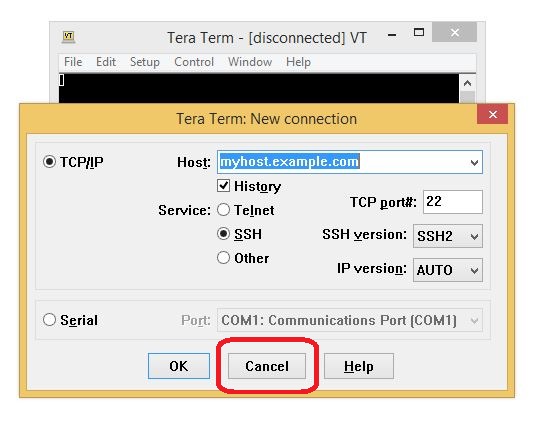 VT Tera Term - [disconnected] VT
File Edit Setup Control Window Help
Tera Term: New connection
TCP/IP Host: myhost.example.com
History
Service: Telnet TCP port#: 22
SSH SSH version: SSH2
Other IP version: AUTO
Serial Port: COM1: Communications Port (COM1)
OK Cancel Help